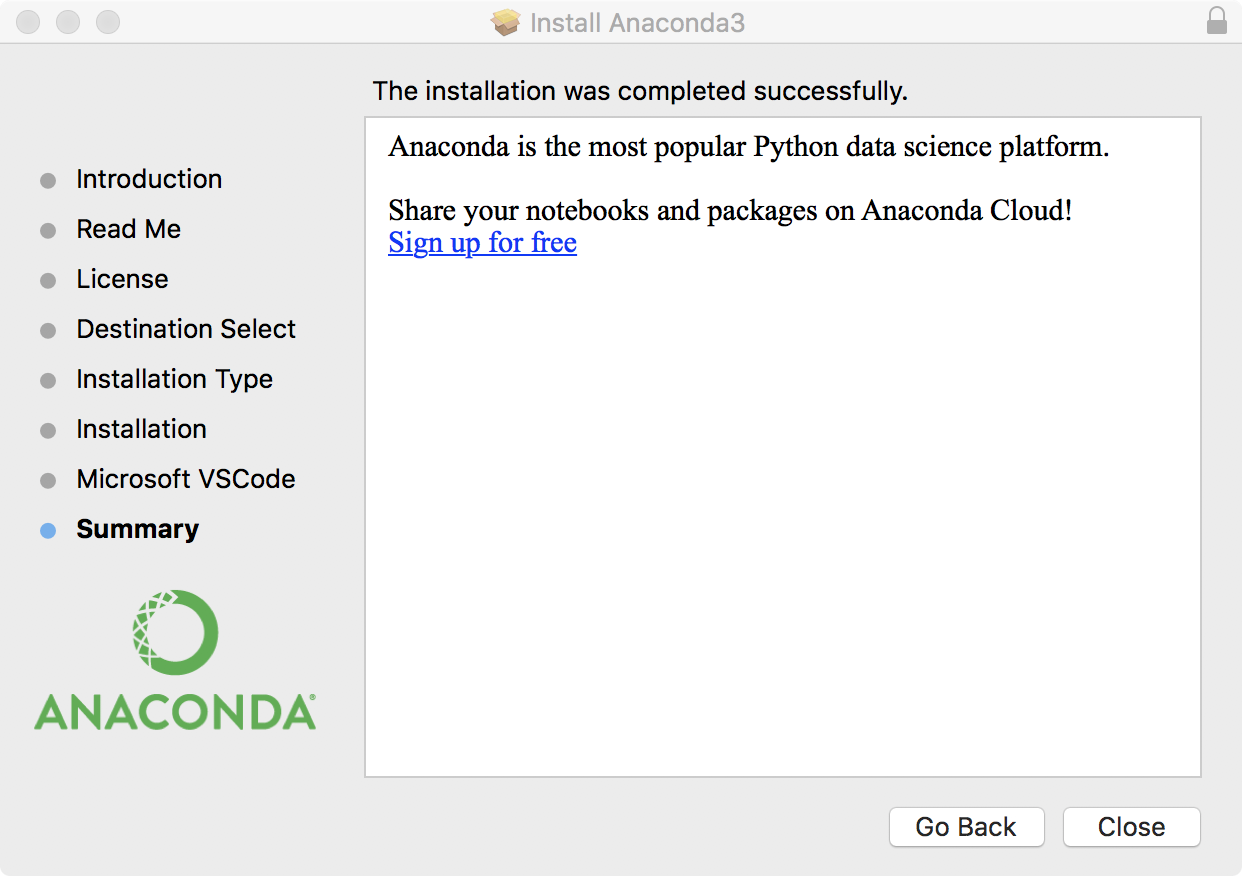 Install Anaconda3
The installation was completed successfully.
Introduction
Read Me
License
Destination Select
Installation Type
Installation
Microsoft VSCode
Summary
ANACONDA®
Anaconda is the most popular Python data science platform.
Share your notebooks and packages on Anaconda Cloud!
Sign up for free
Go Back
Close